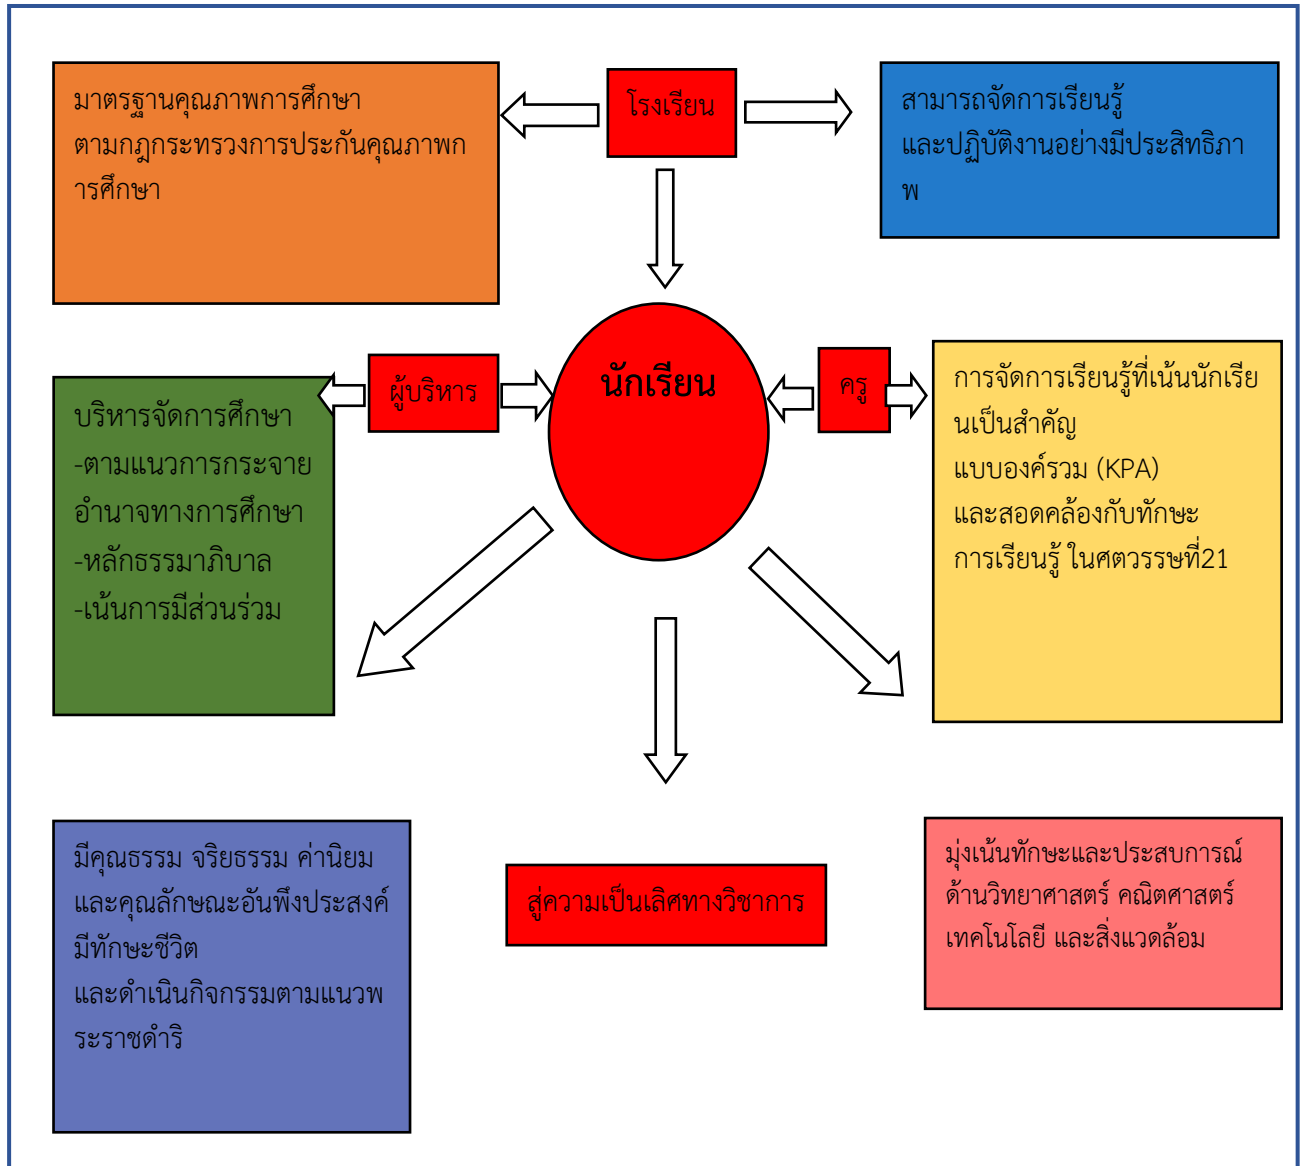 มาตรฐานคุณภาพการศึกษา
ตามกฎกระทรวงการประกันคุณภาพก
ารศึกษา
โรงเรียน
สามารถจัดการเรียนรู้
และปฏิบัติงานอย่างมีประสิทธิภา
พ
บริหารจัดการศึกษา
-ตามแนวการกระจาย
อำนาจทางการศึกษา
-หลักธรรมาภิบาล
-เน้นการมีส่วนร่วม
ผู้บริหาร
นักเรียน
ครู
การจัดการเรียนรู้ที่เน้นนักเรีย
นเป็นสำคัญ
แบบองค์รวม (KPA)
และสอดคล้องกับทักษะ
การเรียนรู้ ในศตวรรษที่21
มีคุณธรรม จริยธรรม ค่านิยม
และคุณลักษณะอันพึงประสงค์
มีทักษะชีวิต
และดำเนินกิจกรรมตามแนวพ
ระราชดำริ
สู่ความเป็นเลิศทางวิชาการ
มุ่งเน้นทักษะและประสบการณ์
ด้านวิทยาศาสตร์ คณิตศาสตร์
เทคโนโลยี และสิ่งแวดล้อม